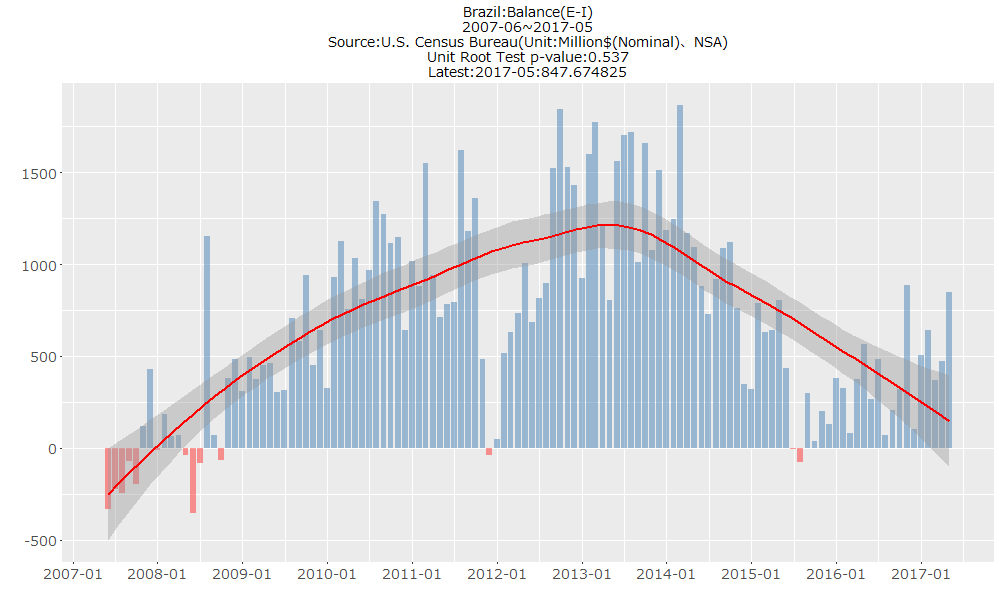 Brazil:Balance(E-I)
2007-06~2017-05
Source:U.S. Census Bureau(Unit:Million$(Nominal)、NSA)
Unit Root Test p-value:0.537
Latest:2017-05:847.674825
1500
1000
500
0
-500
2007-01 2008-01 2009-01 2010-01 2011-01 2012-01 2013-01 2014-01 2015-01 2016-01 2017-01